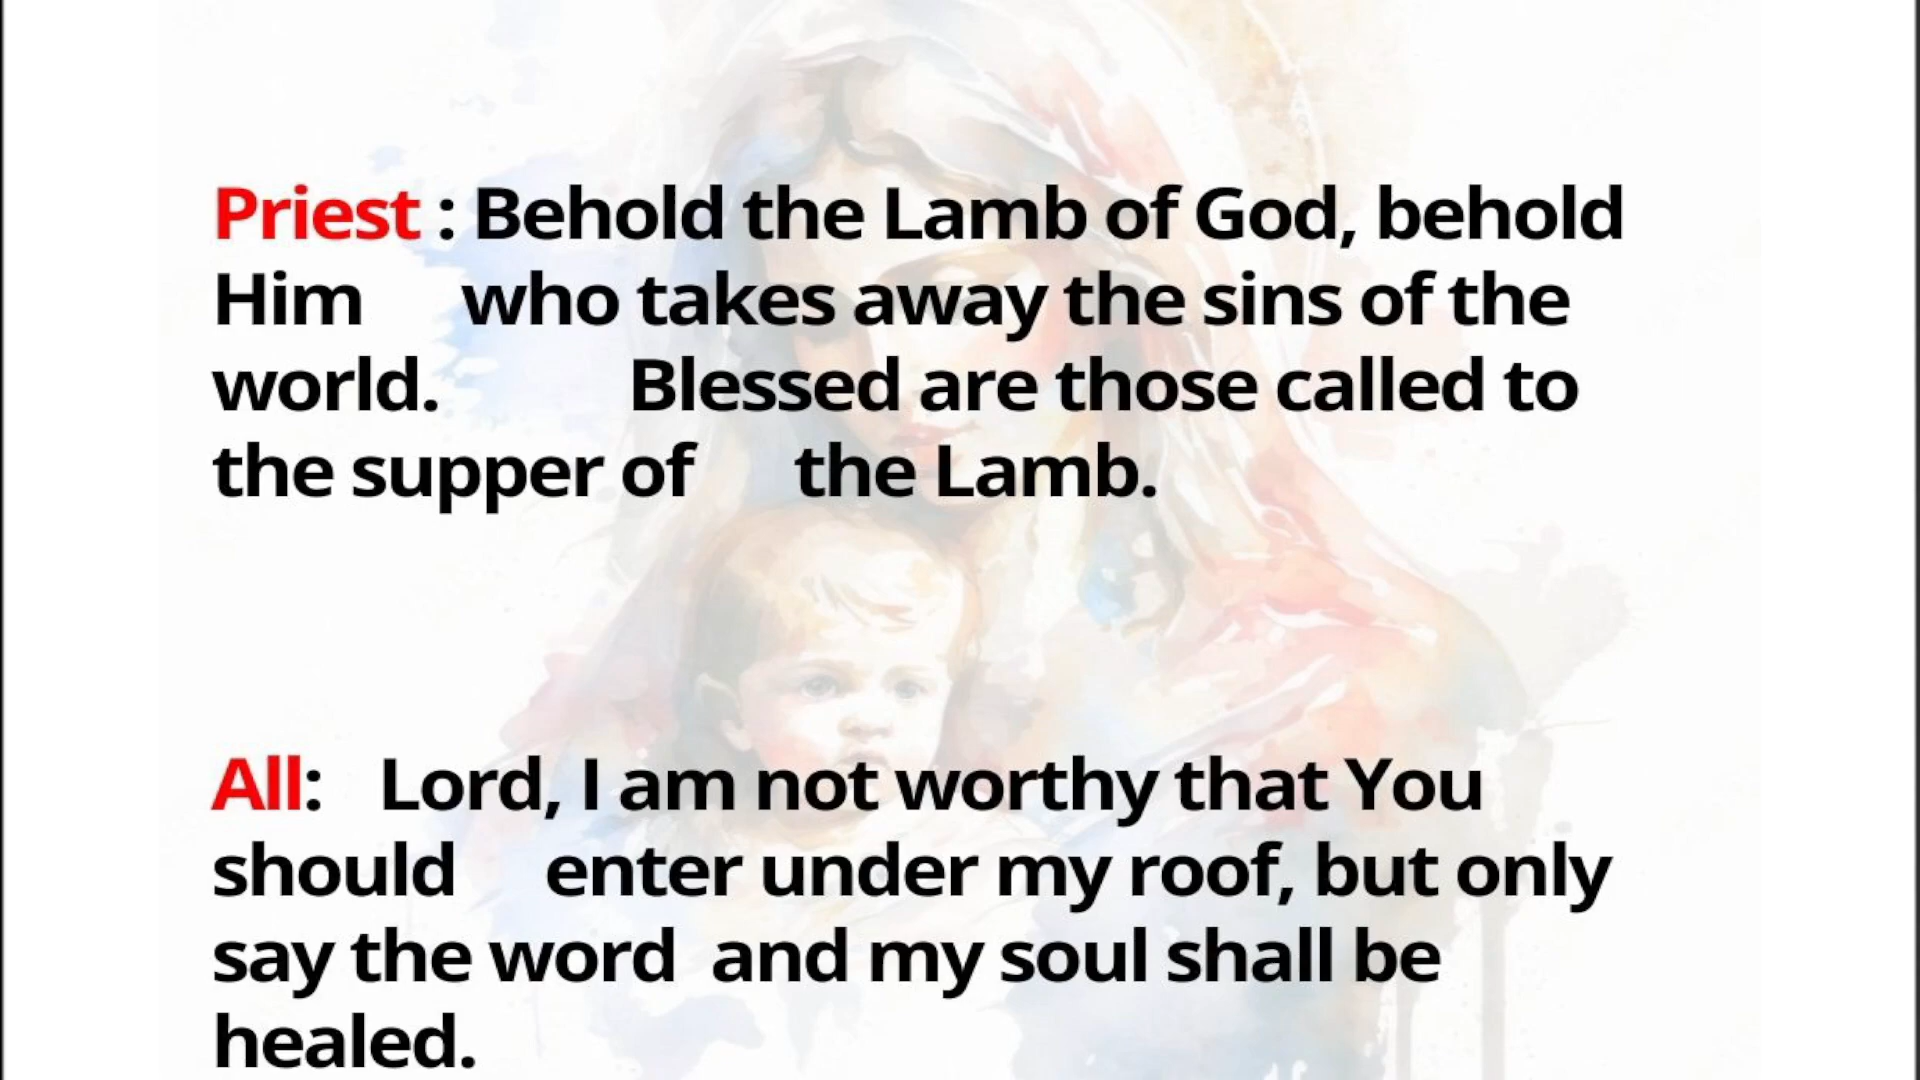 Priest : Behold the Lamb of God, behold
Him who takes away the sins of the
world. Blessed are those called to
the supper of the Lamb.
All: Lord, I am not worthy that You
should enter under my roof, but only
say the word and my soul shall be
healed.